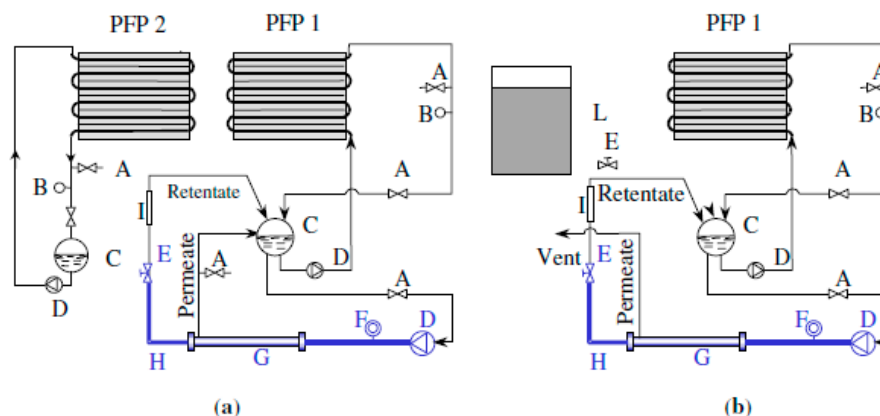 PFP 2
PFP 1
A
B
A
B
A
Retentate
I
C
C
D
D
E
Permeate
A
A
F
D
H
G
(a)
PFP 1
A
B
L
E
A
Retentate
I
C
D
Vent
E
Permeate
A
F
D
H
G
(b)